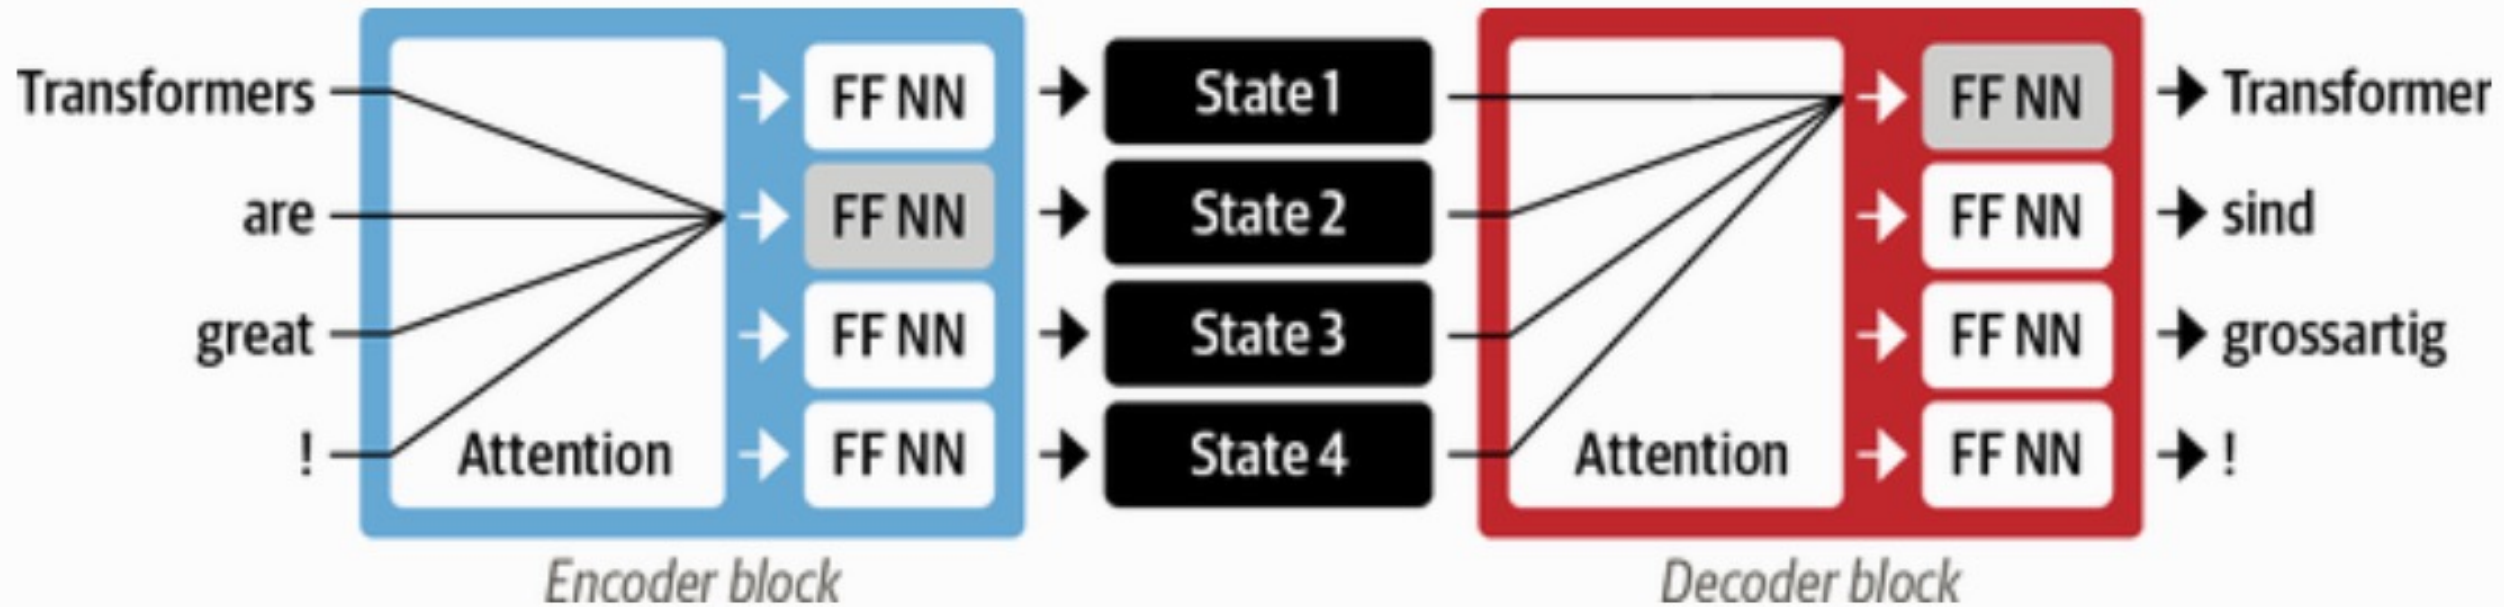 Transformers FF NN State 1 FF NN Transformer
are FF NN State 2 FF NN sind
great FF NN State 3 FF NN grossartig
! Attention FF NN State 4 Attention FF NN !
Encoder block Decoder block